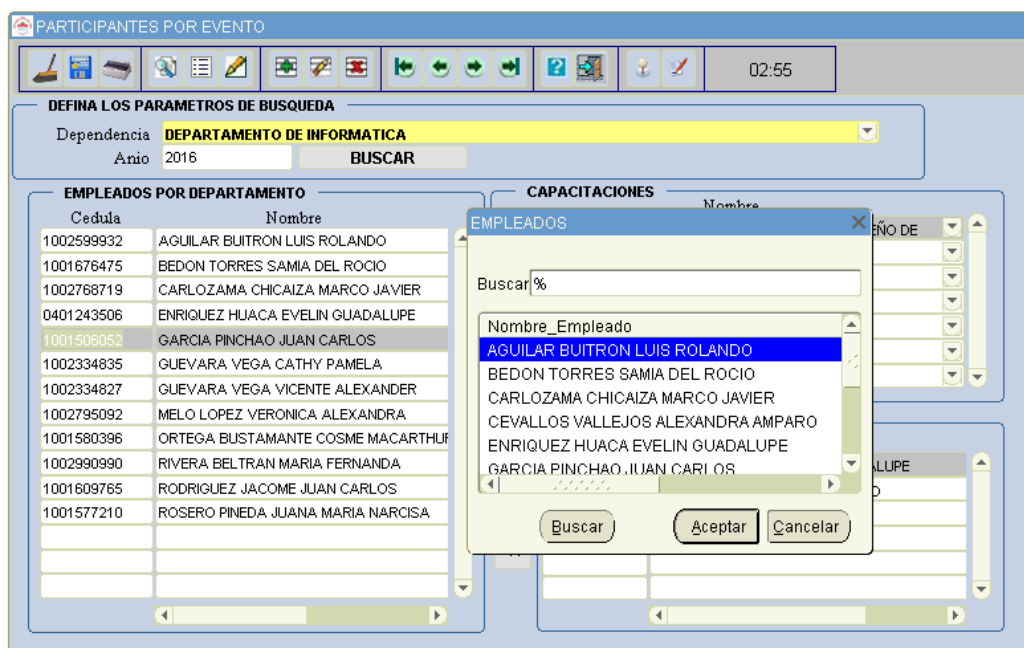 PARTICIPANTES POR EVENTO
02:55
DEFINA LOS PARAMETROS DE BUSQUEDA
Dependencia DEPARTAMENTO DE INFORMATICA
Anio 2016 BUSCAR
EMPLEADOS POR DEPARTAMENTO
Cedula Nombre
1002599932 AGUILAR BUITRON LUIS ROLANDO
1001676475 BEDON TORRES SAMIA DEL ROCIO
1002768719 CARLOZAMA CHICAIZA MARCO JAVIER
0401243506 ENRIQUEZ HUACA EVELIN GUADALUPE
1001506052 GARCIA PINCHAO JUAN CARLOS
1002334835 GUEVARA VEGA CATHY PAMELA
1002334827 GUEVARA VEGA VICENTE ALEXANDER
1002795092 MELO LOPEZ VERONICA ALEXANDRA
1001580396 ORTEGA BUSTAMANTE COSME MACARTHUR
1002990990 RIVERA BELTRAN MARIA FERNANDA
1001609765 RODRIGUEZ JACOME JUAN CARLOS
1001577210 ROSERO PINEDA JUANA MARIA NARCISA
CAPACITACIONES
Nombre
EÑO DE
ALUPE
EMPLEADOS
Buscar %
Nombre_Empleado
AGUILAR BUITRON LUIS ROLANDO
BEDON TORRES SAMIA DEL ROCIO
CARLOZAMA CHICAIZA MARCO JAVIER
CEVALLOS VALLEJOS ALEXANDRA AMPARO
ENRIQUEZ HUACA EVELIN GUADALUPE
GARCIA PINCHAO JUAN CARLOS
Buscar Aceptar Cancelar